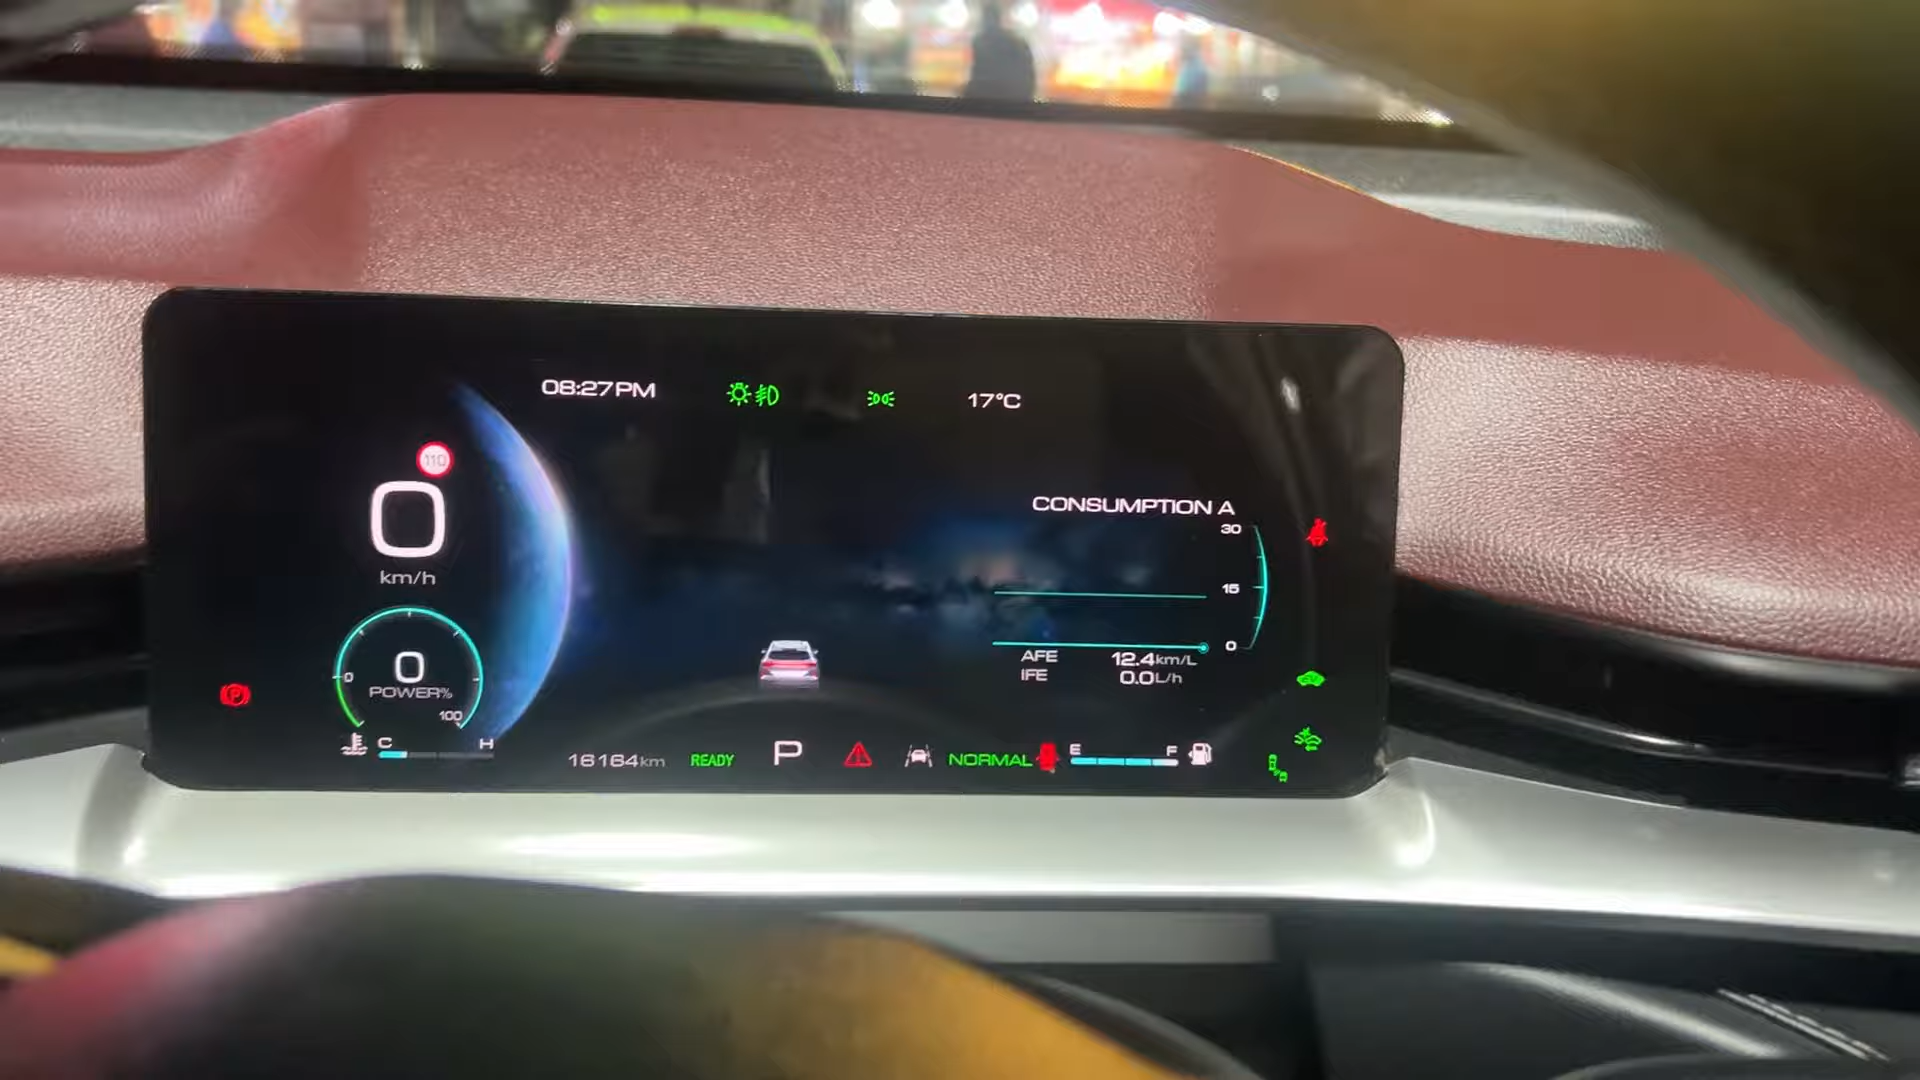 08:27PM
17°C
110
0
km/h
CONSUMPTION A
30
15
0
AFE 12.4km/L
IFE 0.0L/h
0
0
POWER%
100
C H
16164km READY P NORMAL E F